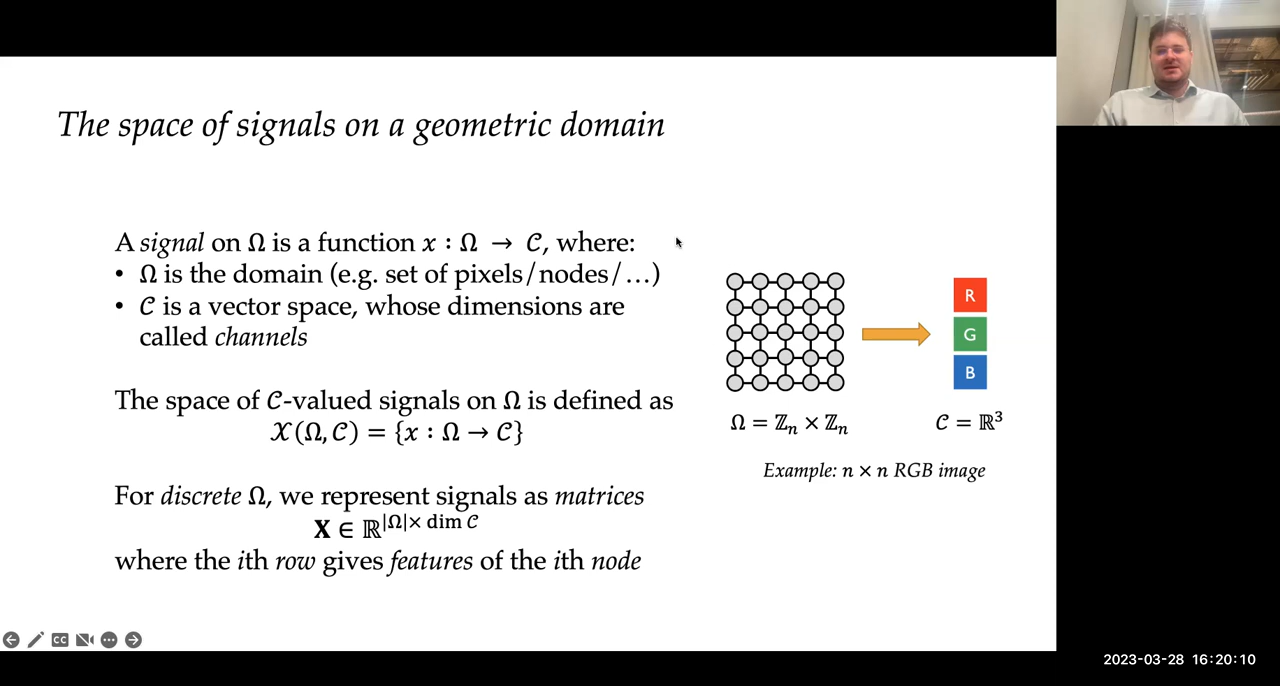 The space of signals on a geometric domain
A signal on Ω is a function x : Ω → 𝒞, where:
• Ω is the domain (e.g. set of pixels/nodes/…)
• 𝒞 is a vector space, whose dimensions are
called channels
The space of 𝒞-valued signals on Ω is defined as
𝒳(Ω, 𝒞) = {x : Ω → 𝒞}
For discrete Ω, we represent signals as matrices
𝐗 ∈ ℝ^{|Ω|× dim 𝒞}
where the ith row gives features of the ith node
R
G
B
Ω = ℤₙ × ℤₙ
𝒞 = ℝ³
Example: n × n RGB image
CC
2023-03-28 16:20:10